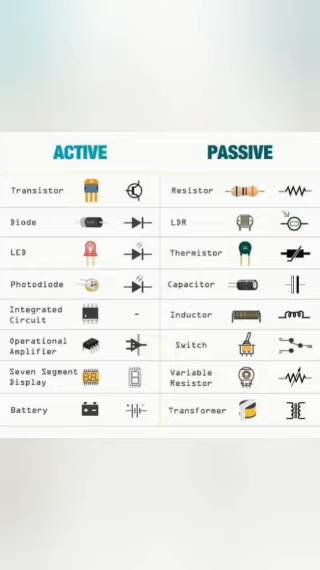 ACTIVE
PASSIVE
Transistor
Resistor
Diode
LDR
LED
Thermistor
Photodiode
Capacitor
Integrated
Circuit
-
Inductor
Operational
Amplifier
Switch
Seven Segment
Display
Variable
Resistor
Battery
Transformer